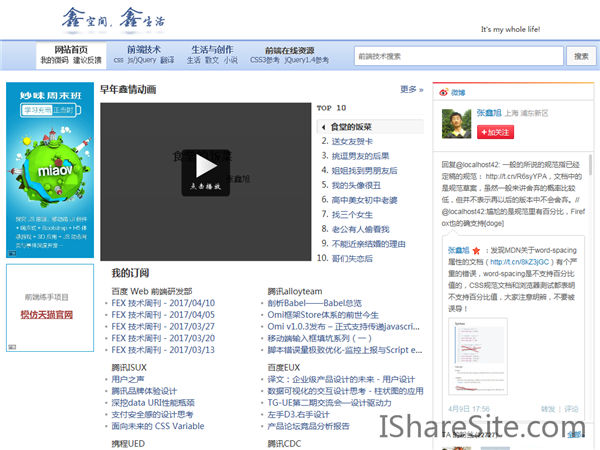 鑫空间,鑫生活
It's my whole life!
网站首页
我的微码 建议反馈
前端技术
css js/jQuery 翻译
生活与创作
生活 散文 小说
前端在线资源
CSS3参考 jQuery1.4参考
前端技术搜索
搜索
妙味 周末班
学习充实 正当时
miaov
前端练手项目
模仿天猫官网
早年鑫情动画
更多 »
食堂的饭菜
点击播放
TOP 10
食堂的饭菜
2. 送女友贺卡
3. 挑逗男友的后果
4. 姐姐找到男朋友后
5. 我的头像很丑
6. 高中美女初中老婆
7. 找三个女生
8. 老公有人偷看我
9. 不能近亲结婚的理由
10. 哥们失恋后
我的订阅
百度 Web 前端研发部
FEX 技术周刊 - 2017/04/10
FEX 技术周刊 - 2017/04/05
FEX 技术周刊 - 2017/03/27
FEX 技术周刊 - 2017/03/20
FEX 技术周刊 - 2017/03/13
腾讯alloyteam
剖析Babel——Babel总览
Omi框架Store体系的前世今生
Omi v1.0.3发布 – 正式支持传递javascri...
移动端输入框填坑系列（一）
脚本错误量极致优化-监控上报与Script e...
腾讯ISUX
用户之声
腾讯品牌体验设计
深挖data URI性能瓶颈
支付安全感的设计思考
面向未来的 CSS Variable
百度EUX
译文：企业级产品设计的未来 - 用户设计
数据可视化的交互设计思考 - 柱状图的应用
TG-UE第二期交流会—设计驱动力
左手D3.右手设计
产品论坛竞品分析报告
携程UED
腾讯CDC
微博
张鑫旭 上海 浦东新区
+加关注
回复@localhost42: 一般的所说的规范指已经
定稿的规范： http://t.cn/R6syYPA，文档中的
是规范草案，虽然一般来讲舍弃的概率比较
低，但并不表示再以后的版本中不会舍弃。//
@localhost42:尴尬的是规范里有百分比，Firef
ox也的确支持[doge]
张鑫旭 ：发现MDN关于word-spacing
属性的文档（http://t.cn/8kZ3jGC）有个严
重的错误，word-spacing是不支持百分比
值的，CSS规范文档和浏览器测试都表明
不支持百分比值，大家注意明辨，不要被
误导！
4月9日 17:56
转发 | 评论
IShareSite.com